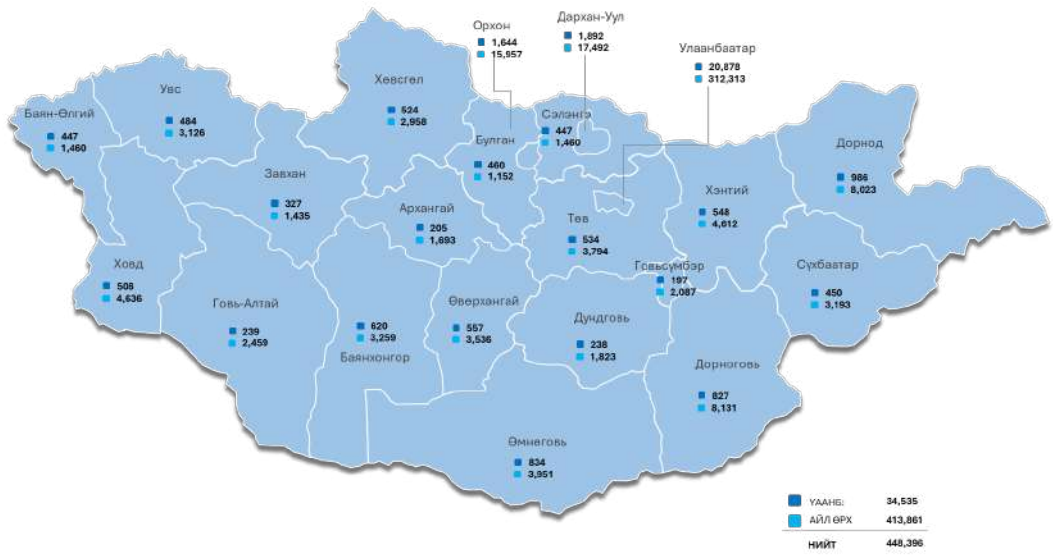 Орхон
1,644
15,957
Дархан-Уул
1,892
17,492
Улаанбаатар
20,878
312,313
Баян-Өлгий
447
1,460
Увс
484
3,126
Хөвсгөл
524
2,958
Булган
460
1,152
Сэлэнгэ
447
1,460
Дорнод
986
8,023
Завхан
327
1,435
Архангай
205
1,693
Төв
534
3,794
Хэнтий
548
4,612
Ховд
508
4,636
Говь-Алтай
239
2,459
620
3,259
Баянхонгор
Өвөрхангай
557
3,536
Говьсүмбэр
197
2,087
Дундговь
238
1,823
Сүхбаатар
450
3,193
Дорноговь
827
8,131
Өмнөговь
834
3,951
ҮААНБ: 34,535
АЙЛ ӨРХ 413,861
НИЙТ 448,396